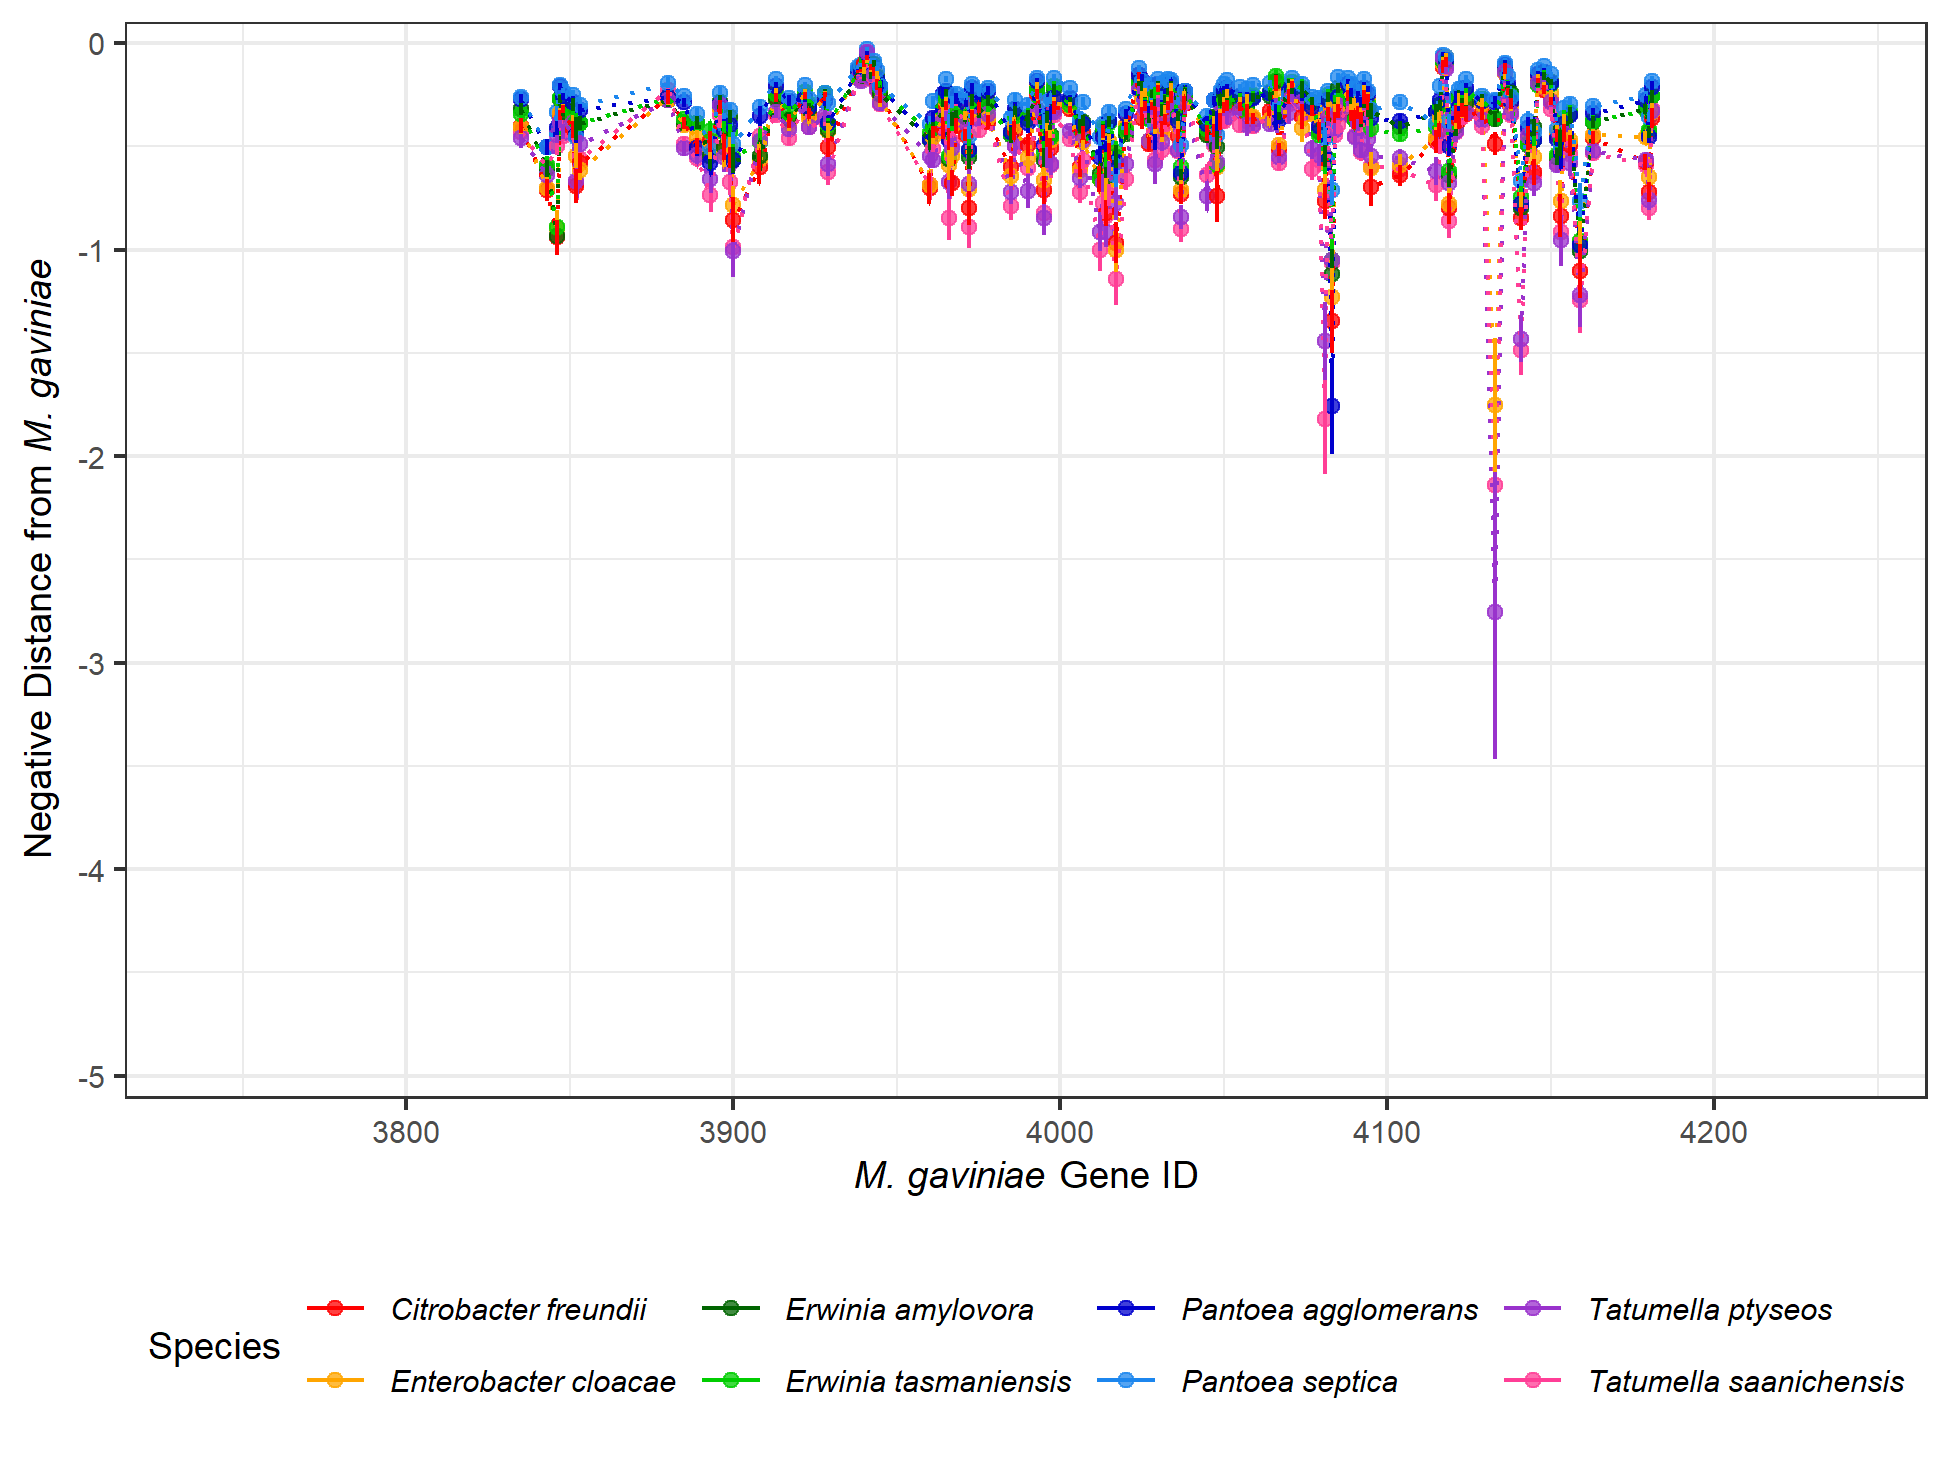 0
-1
-2
-3
-4
-5
Negative Distance from M. gaviniae
3800 3900 4000 4100 4200
M. gaviniae Gene ID
Species
Citrobacter freundii Erwinia amylovora Pantoea agglomerans Tatumella ptyseos
Enterobacter cloacae Erwinia tasmaniensis Pantoea septica Tatumella saanichensis